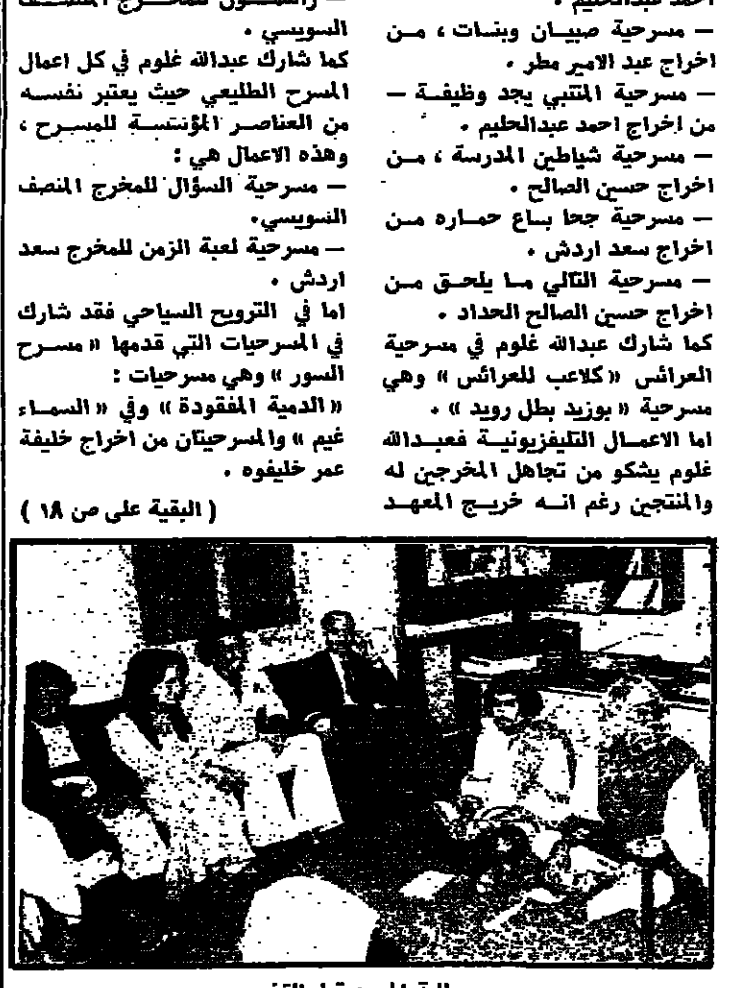 احمد عبدالحليم .
— مسرحية صبيان وبنات ، من
اخراج عبد الامير مطر .
— مسرحية المتنبي يجد وظيفة —
من اخراج احمد عبدالحليم .
— مسرحية شياطين المدرسة ، من
اخراج حسين الصالح .
— مسرحية جحا باع حماره من
اخراج سعد اردش .
— مسرحية التالي ما يلحق من
اخراج حسين الصالح الحداد .
كما شارك عبدالله غلوم في مسرحية
العرائس « كلاعب للعرائس » وهي
مسرحية « بوزيد بطل رويد » .
اما الاعمال التليفزيونية فعبدالله
غلوم يشكو من تجاهل المخرجين له
والمنتجين رغم انه خريج المعهد
للمخرج المنصف
السويسي .
كما شارك عبدالله غلوم في كل اعمال
المسرح الطليعي حيث يعتبر نفسه
من العناصر المؤسسة للمسرح ،
وهذه الاعمال هي :
— مسرحية السؤال للمخرج المنصف
السويسي .
— مسرحية لعبة الزمن للمخرج سعد
اردش .
اما في الترويح السياحي فقد شارك
في المسرحيات التي قدمها « مسرح
السور » وهي مسرحيات :
« الدمية المفقودة » وفي « السماء
غيم » والمسرحيتان من اخراج خليفة
عمر خليفوه .
( البقية على ص ١٨ )